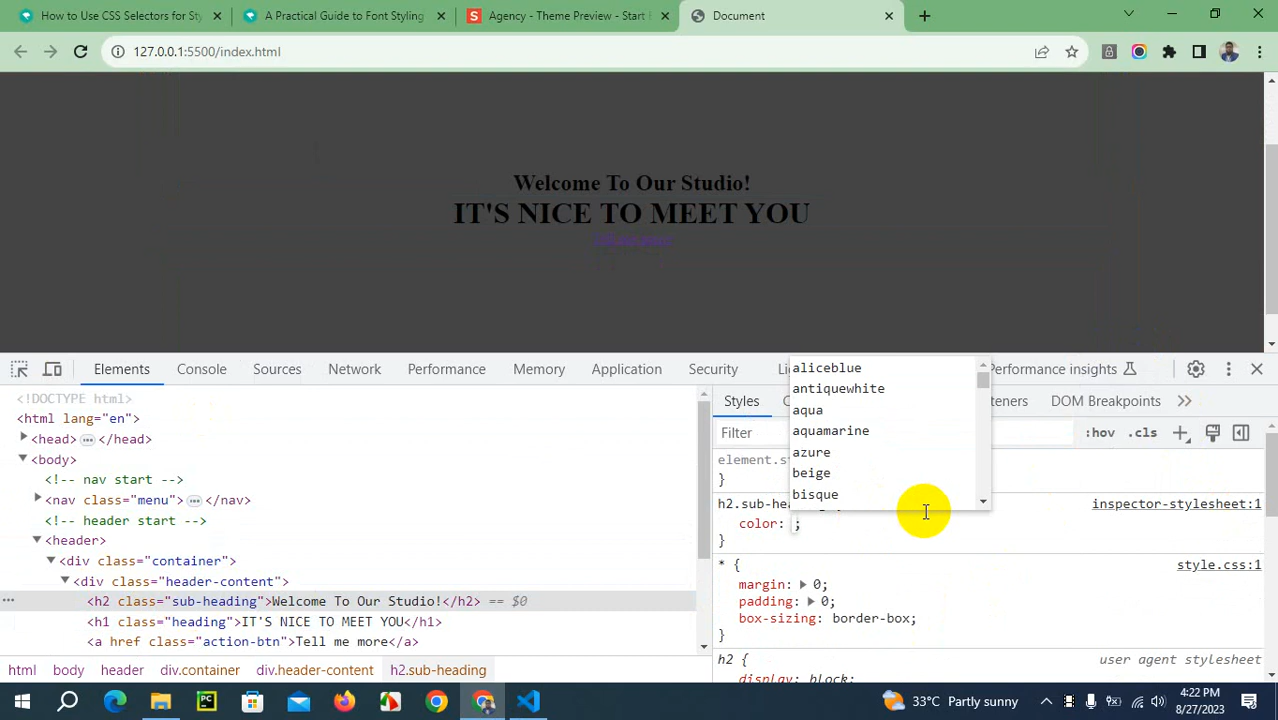 How to Use CSS Selectors for Sty
A Practical Guide to Font Styling
Agency - Theme Preview - Start
Document
127.0.0.1:5500/index.html
Welcome To Our Studio!
IT'S NICE TO MEET YOU
Tell me more
Elements
Console
Sources
Network
Performance
Memory
Application
Security
Performance insights
<!DOCTYPE html>
<html lang="en">
<head> ••• </head>
<body>
<!-- nav start -->
<nav class="menu"> ••• </nav>
<!-- header start -->
<header>
<div class="container">
<div class="header-content">
<h2 class="sub-heading">Welcome To Our Studio!</h2> == $0
<h1 class="heading">IT'S NICE TO MEET YOU</h1>
<a href class="action-btn">Tell me more</a>
html body header div.container div.header-content h2.sub-heading
Styles
DOM Breakpoints
Filter
:hov .cls
aliceblue
antiquewhite
aqua
aquamarine
azure
beige
bisque
}
inspector-stylesheet:1
color: ;
}
* {
style.css:1
margin: 0;
padding: 0;
box-sizing: border-box;
}
h2 {
user agent stylesheet
display: block;
33°C Partly sunny
4:22 PM
8/27/2023